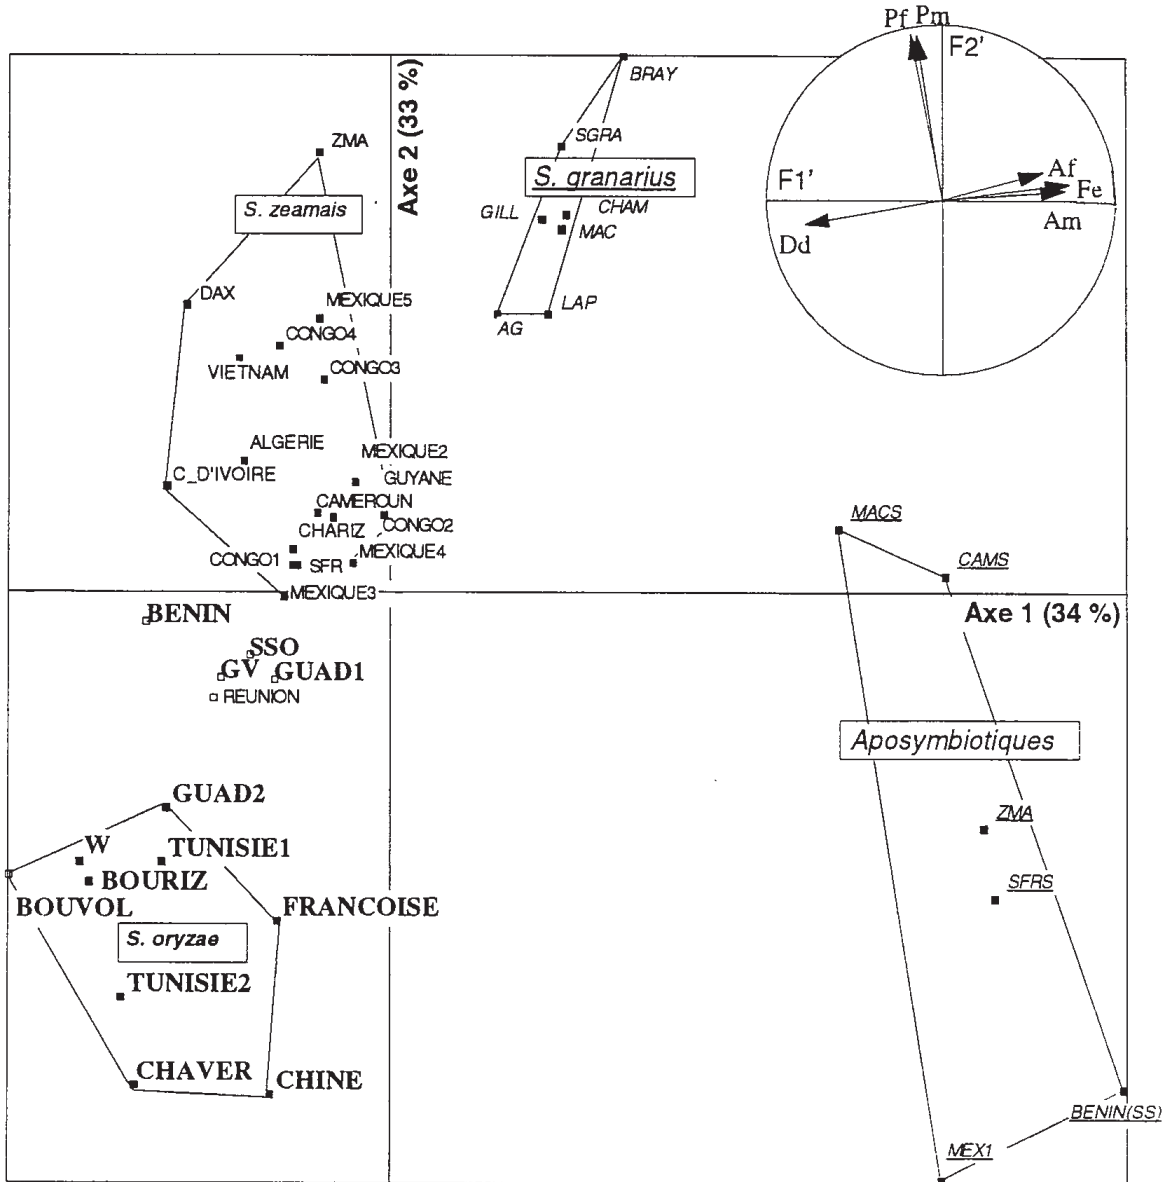 Pf Pm
F2'
BRAY
Axe 2 (33 %)
ZMA
SGRA
S. granarius
F1'
Af
Fe
Am
Dd
S. zeamais
GILL
CHAM
MAC
DAX
MEXIQUE5
LAP
AG
CONGO4
VIETNAM
CONGO3
ALGERIE
MEXIQUE2
C_D'IVOIRE
GUYANE
CAMEROUN
CHARIZ
CONGO2
MACS
CONGO1
SFR
MEXIQUE4
CAMS
MEXIQUE3
BENIN
Axe 1 (34 %)
SSO
GV
GUAD1
REUNION
Aposymbiotiques
GUAD2
ZMA
W
TUNISIE1
BOURIZ
SFRS
BOUVOL
FRANCOISE
S. oryzae
TUNISIE2
CHAVER
CHINE
BENIN(SS)
MEX1